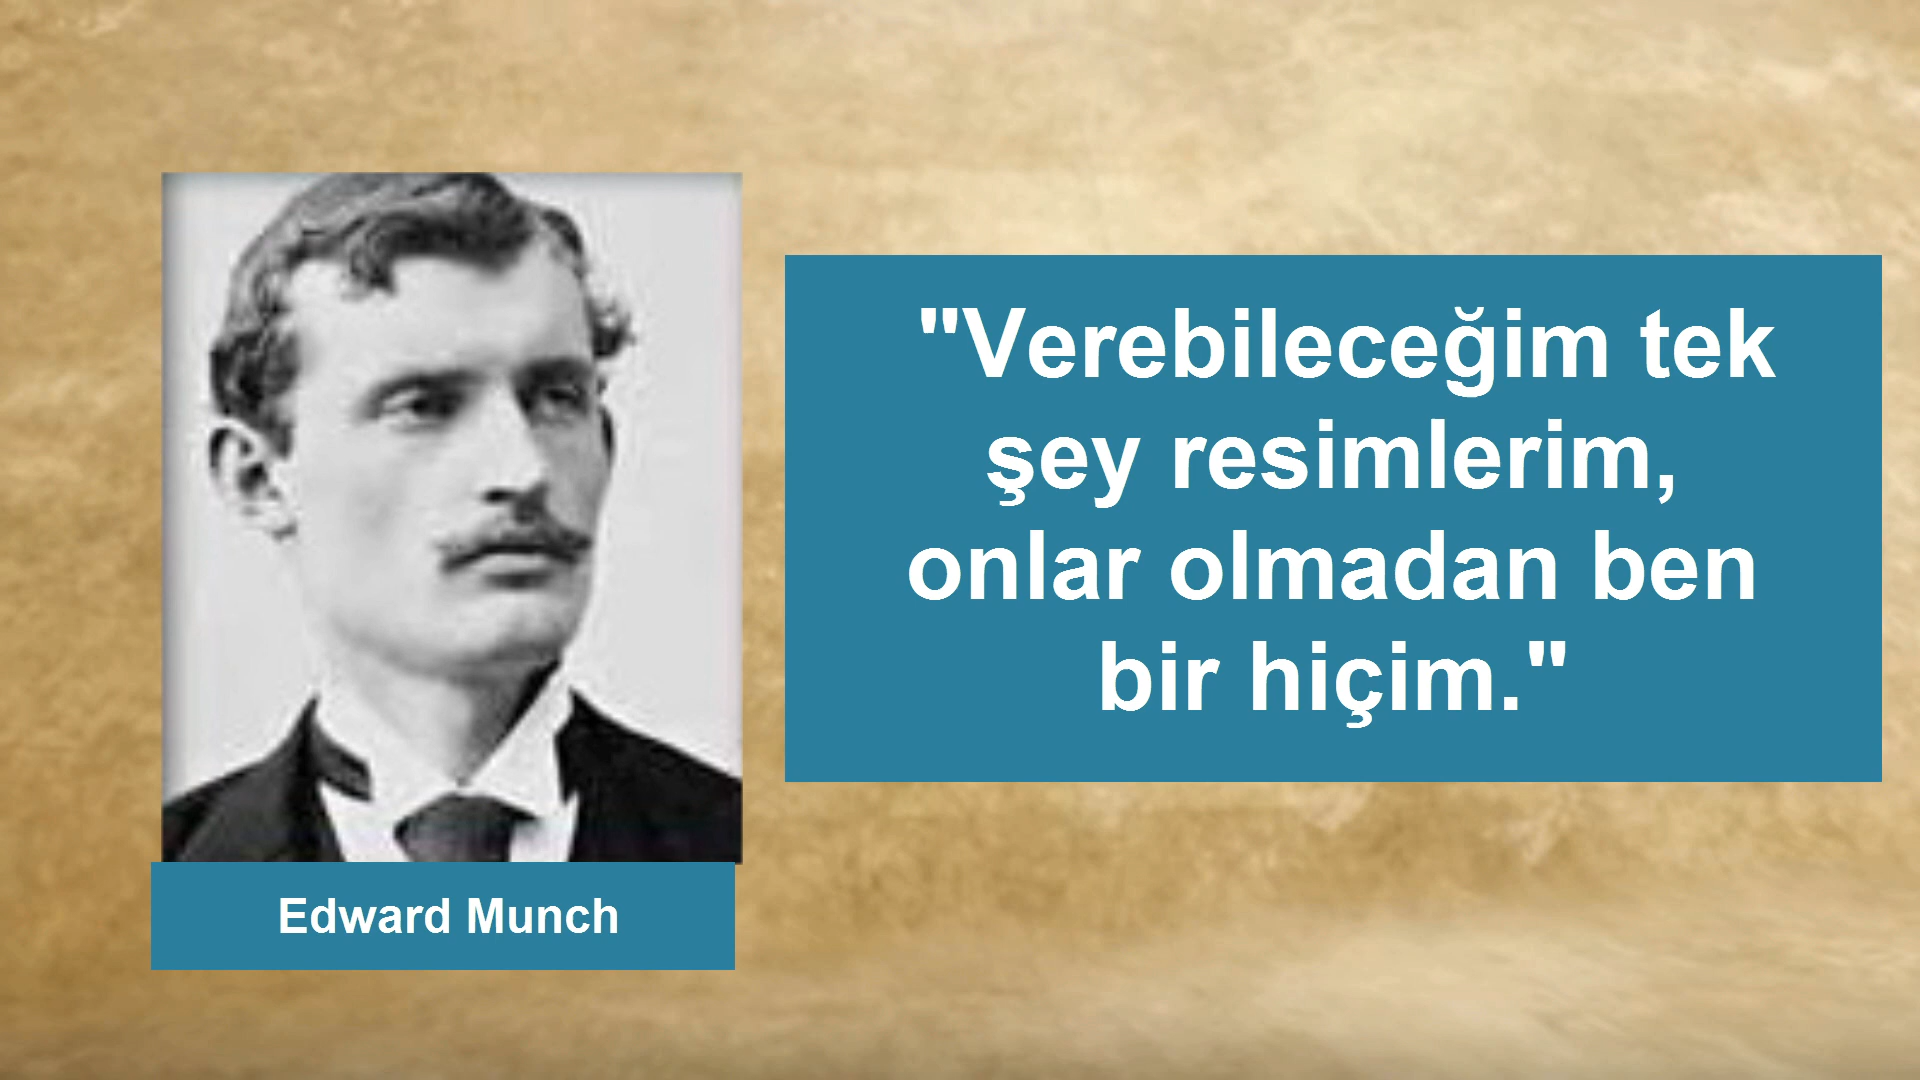 "Verebileceğim tek
şey resimlerim,
onlar olmadan ben
bir hiçim."
Edward Munch